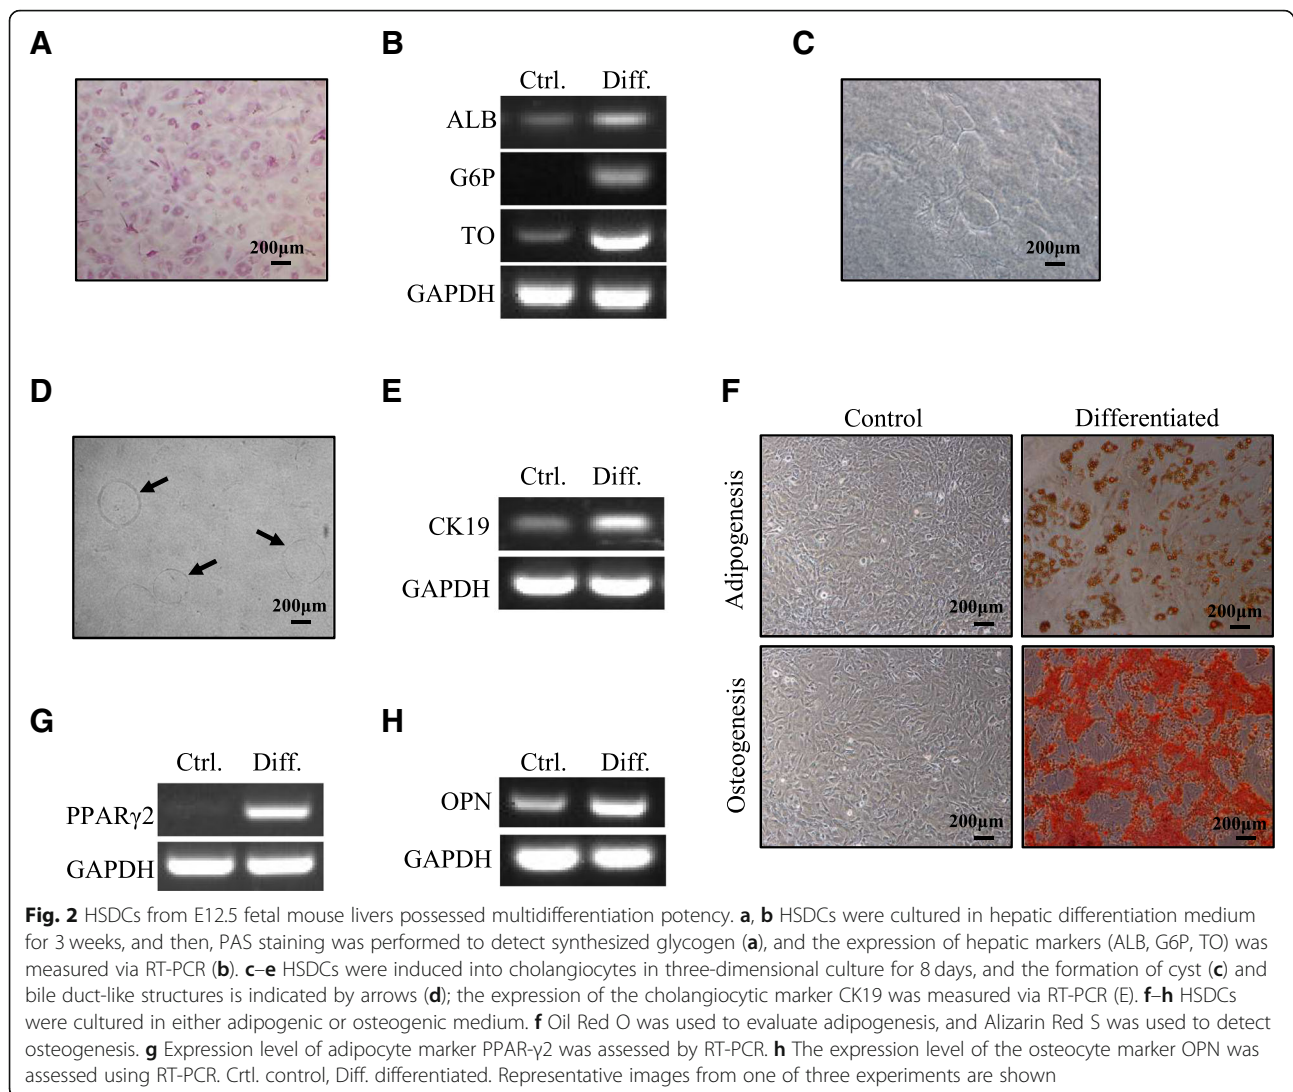 A
B
C
Ctrl. Diff.
ALB
G6P
TO
GAPDH
200μm
200μm
D
E
F
Control Differentiated
Ctrl. Diff.
CK19
GAPDH
200μm
Adipogenesis
200μm
200μm
Osteogenesis
200μm
200μm
G
H
Ctrl. Diff.
PPARγ2
GAPDH
Ctrl. Diff.
OPN
GAPDH
Fig. 2 HSDCs from E12.5 fetal mouse livers possessed multidifferentiation potency. a, b HSDCs were cultured in hepatic differentiation medium
for 3 weeks, and then, PAS staining was performed to detect synthesized glycogen (a), and the expression of hepatic markers (ALB, G6P, TO) was
measured via RT-PCR (b). c–e HSDCs were induced into cholangiocytes in three-dimensional culture for 8 days, and the formation of cyst (c) and
bile duct-like structures is indicated by arrows (d); the expression of the cholangiocytic marker CK19 was measured via RT-PCR (E). f–h HSDCs
were cultured in either adipogenic or osteogenic medium. f Oil Red O was used to evaluate adipogenesis, and Alizarin Red S was used to detect
osteogenesis. g Expression level of adipocyte marker PPAR-γ2 was assessed by RT-PCR. h The expression level of the osteocyte marker OPN was
assessed using RT-PCR. Crtl. control, Diff. differentiated. Representative images from one of three experiments are shown